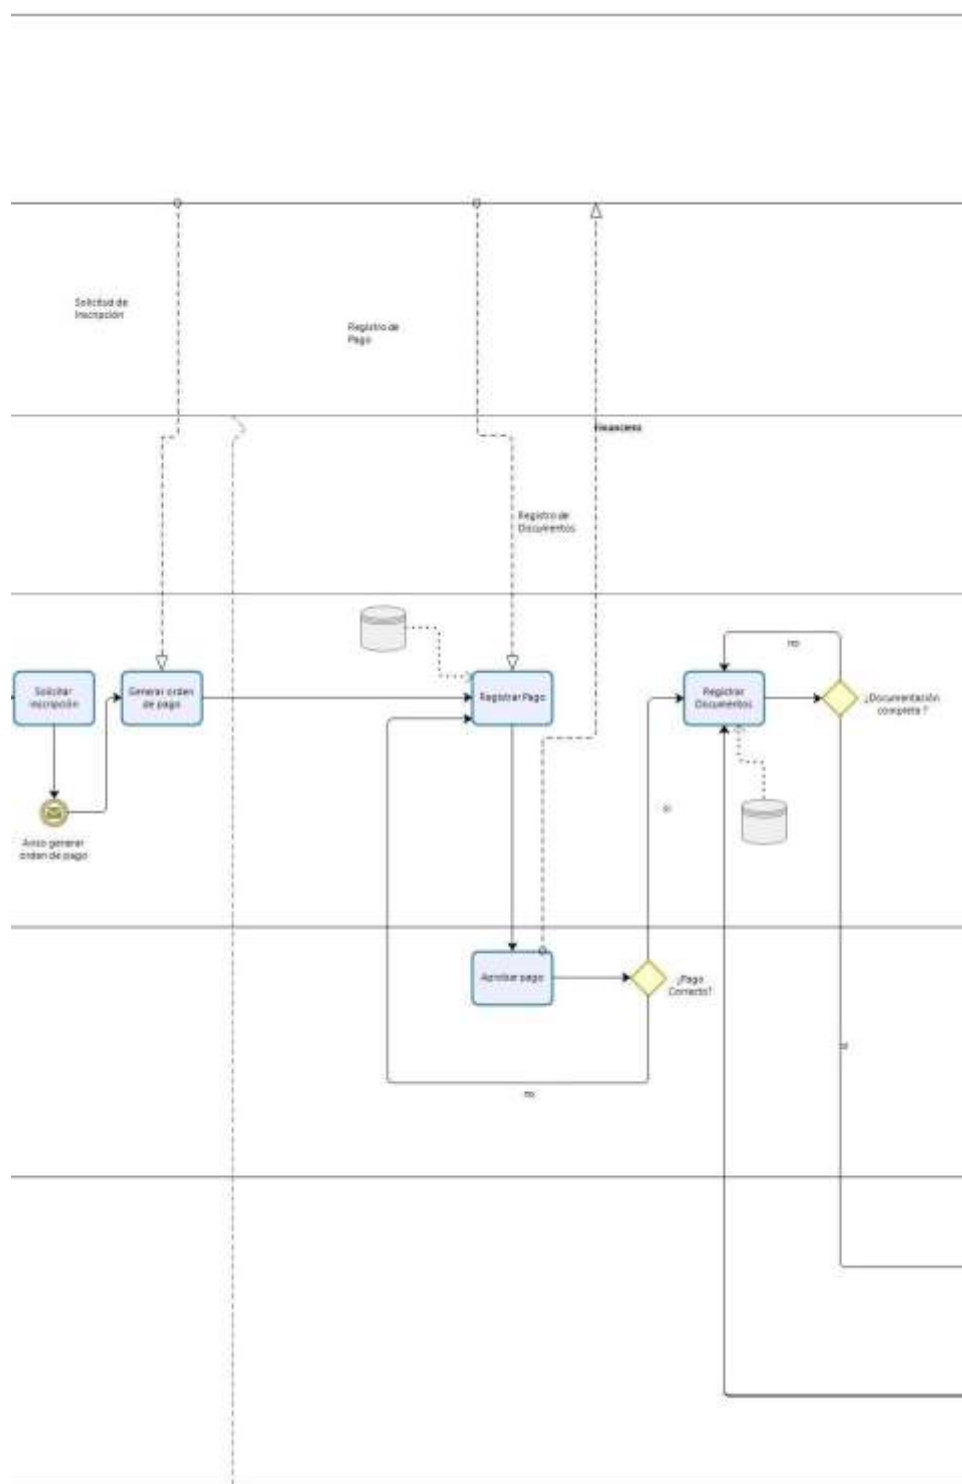 Solicitud de
Inscripción
Registro de
Pago
Financiero
Registro de
Documentos
no
Solicitar
inscripción
Generar orden
de pago
Registrar Pago
Registrar
Documentos
¿Documentación
completa ?
si
Aviso generar
orden de pago
Aprobar pago
¿Pago
Correcto?
si
no